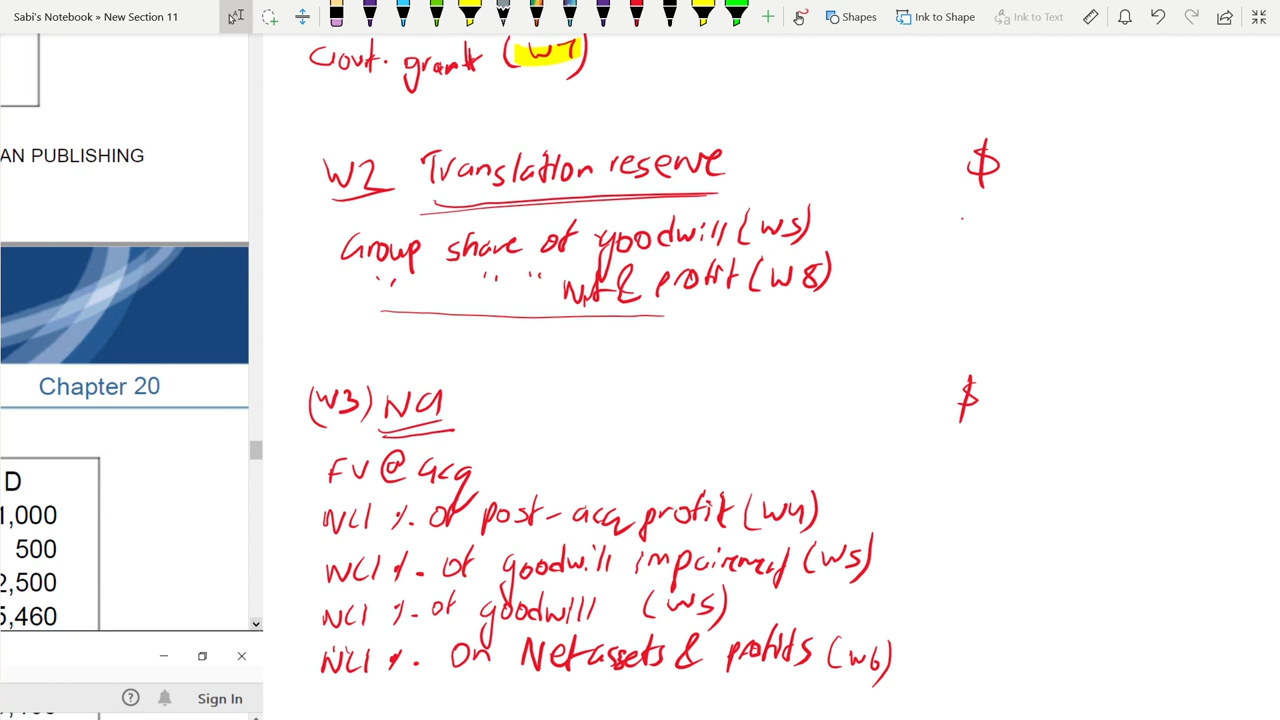 Sabi's Notebook » New Section 11
Shapes
Ink to Shape
Ink to Text
Govt. grant (W7)
AN PUBLISHING
W2 Translation reserve $
Group share of goodwill (W5)
" " " NA & profit (W8)
Chapter 20
(W3) NCI $
FV @ acq
D
1,000
NCI % of post-acq profit (W4)
500
NCI % of goodwill impairment (W5)
2,500
NCI % of goodwill (W5)
5,460
NCI % on Net assets & profits (W6)
Sign In